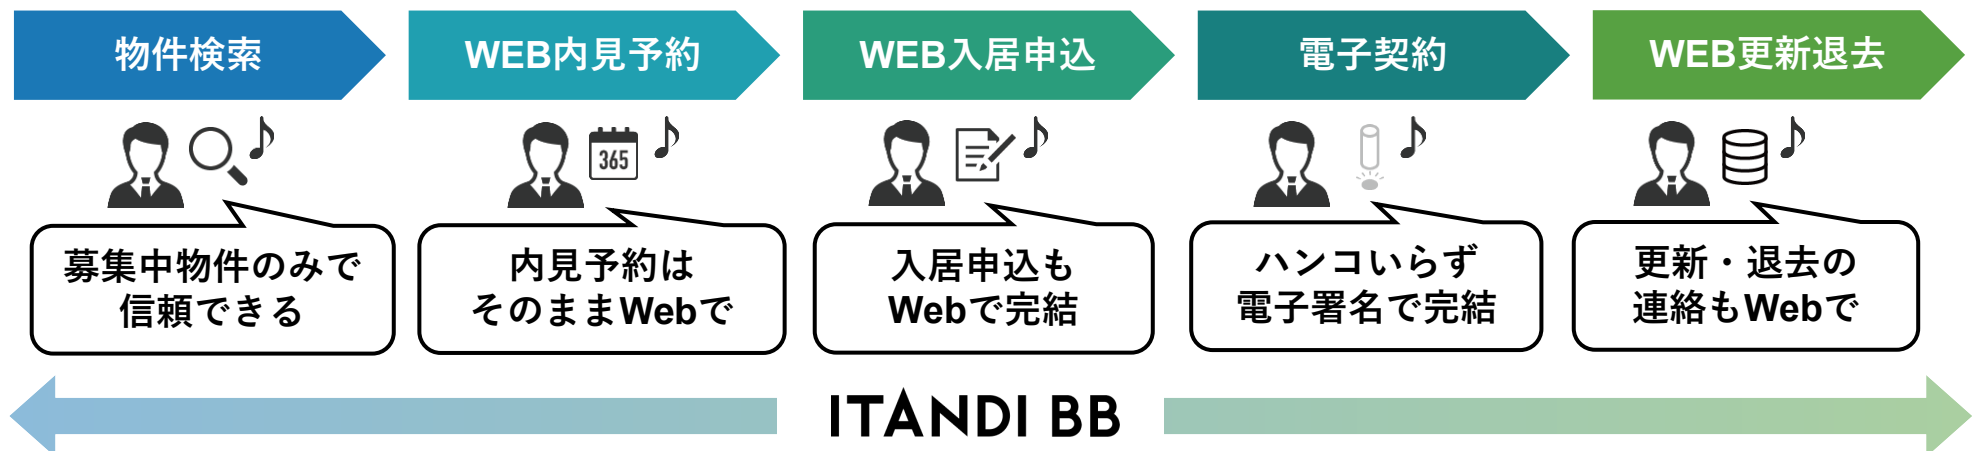 物件検索
WEB内見予約
WEB入居申込
電子契約
WEB更新退去
365
募集中物件のみで
信頼できる
内見予約は
そのままWebで
入居申込も
Webで完結
ハンコいらず
電子署名で完結
更新・退去の
連絡もWebで
ITANDI BB